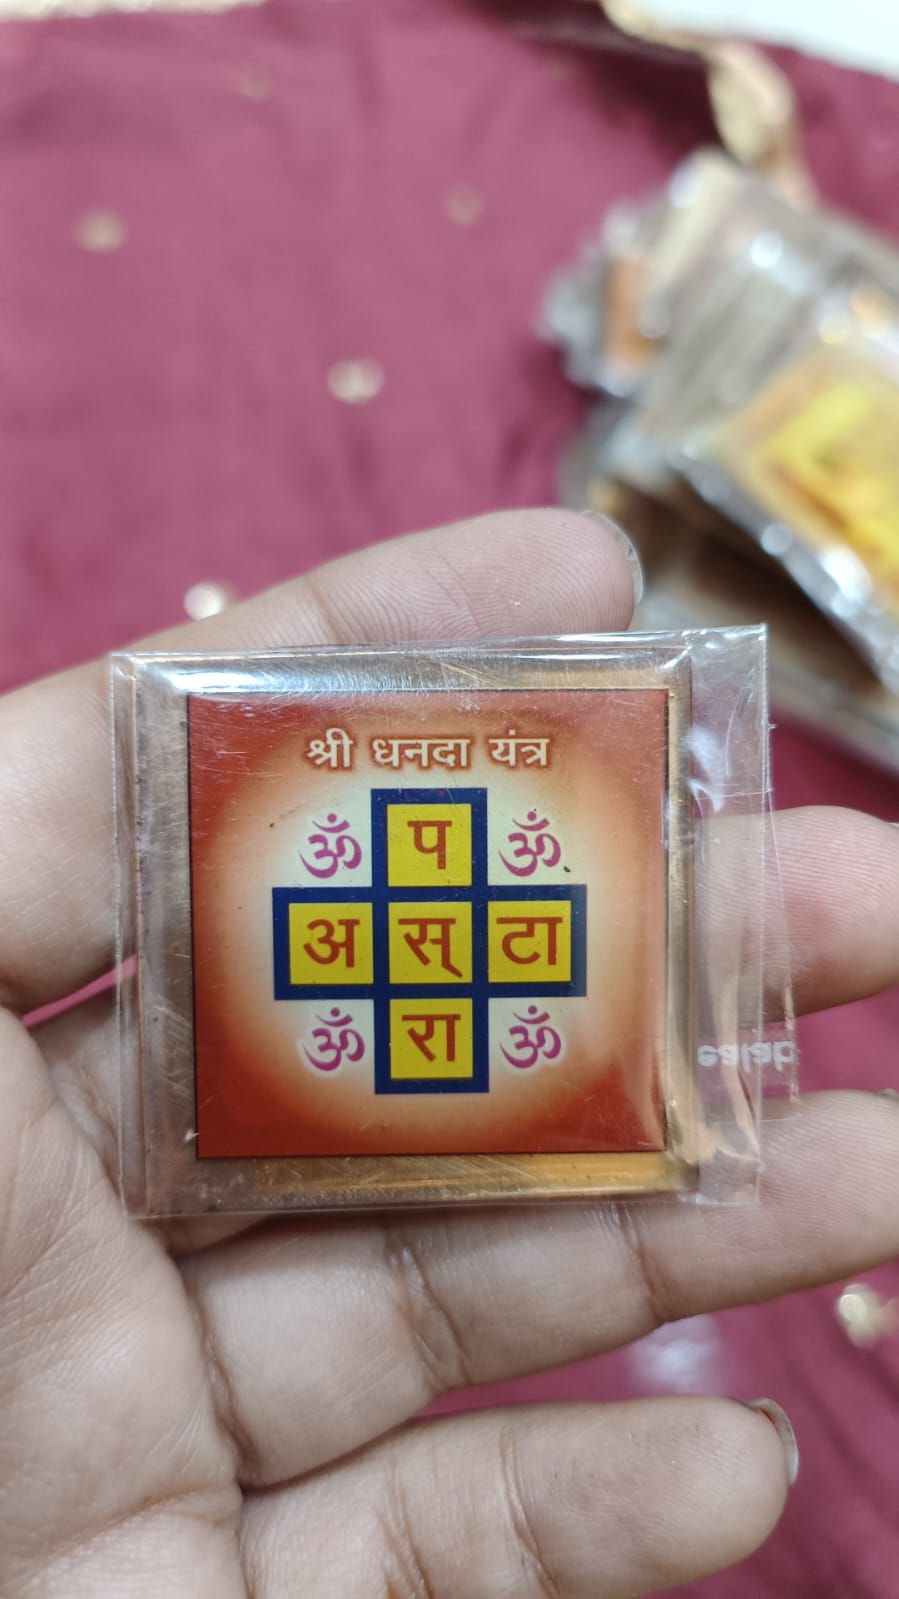 श्री धनदा यंत्र
ॐ प ॐ
अ स् टा
ॐ रा ॐ